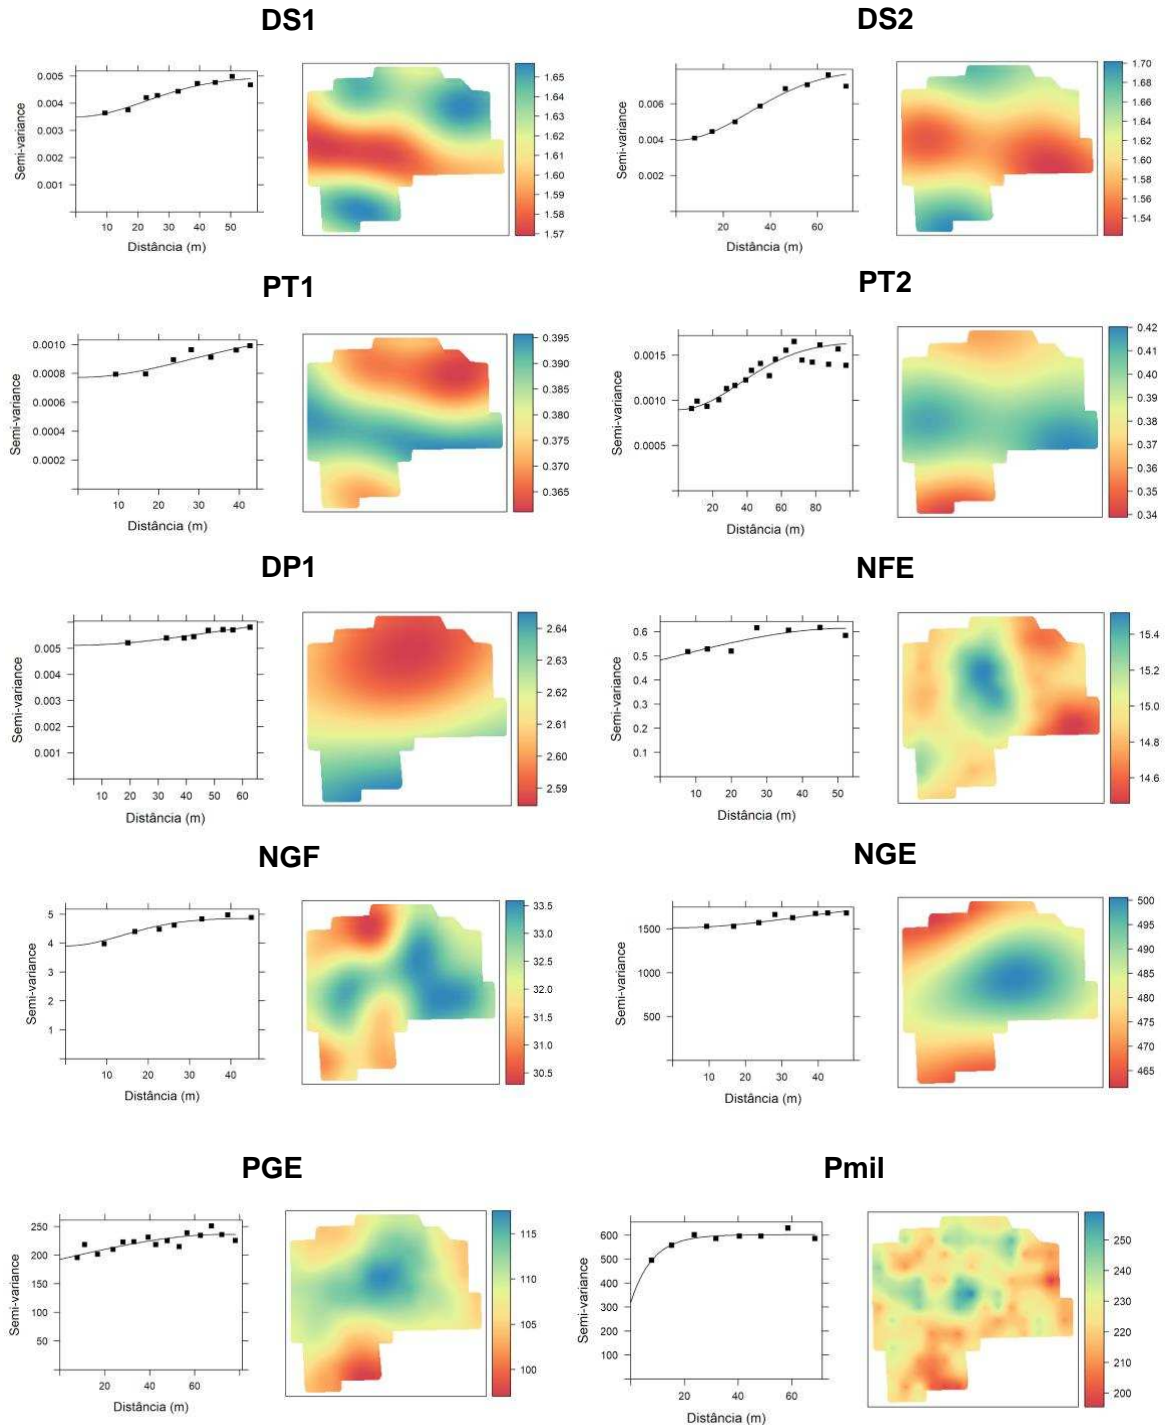 DS1
Semi-variance
0.005
0.004
0.003
0.002
0.001
10 20 30 40 50
Distância (m)
1.65
1.64
1.63
1.62
1.61
1.60
1.59
1.58
1.57
DS2
Semi-variance
0.006
0.004
0.002
20 40 60
Distância (m)
1.70
1.68
1.66
1.64
1.62
1.60
1.58
1.56
1.54
PT1
Semi-variance
0.0010
0.0008
0.0006
0.0004
0.0002
10 20 30 40
Distância (m)
0.395
0.390
0.385
0.380
0.375
0.370
0.365
PT2
Semi-variance
0.0015
0.0010
0.0005
20 40 60 80
Distância (m)
0.42
0.41
0.40
0.39
0.38
0.37
0.36
0.35
0.34
DP1
Semi-variance
0.005
0.004
0.003
0.002
0.001
10 20 30 40 50 60
Distância (m)
2.64
2.63
2.62
2.61
2.60
2.59
NFE
Semi-variance
0.6
0.5
0.4
0.3
0.2
0.1
10 20 30 40 50
Distância (m)
15.4
15.2
15.0
14.8
14.6
NGF
Semi-variance
5
4
3
2
1
10 20 30 40
Distância (m)
33.5
33.0
32.5
32.0
31.5
31.0
30.5
NGE
Semi-variance
1500
1000
500
10 20 30 40
Distância (m)
500
495
490
485
480
475
470
465
PGE
Semi-variance
250
200
150
100
50
20 40 60
Distância (m)
115
110
105
100
Pmil
Semi-variance
600
500
400
300
200
100
20 40 60
Distância (m)
250
240
230
220
210
200